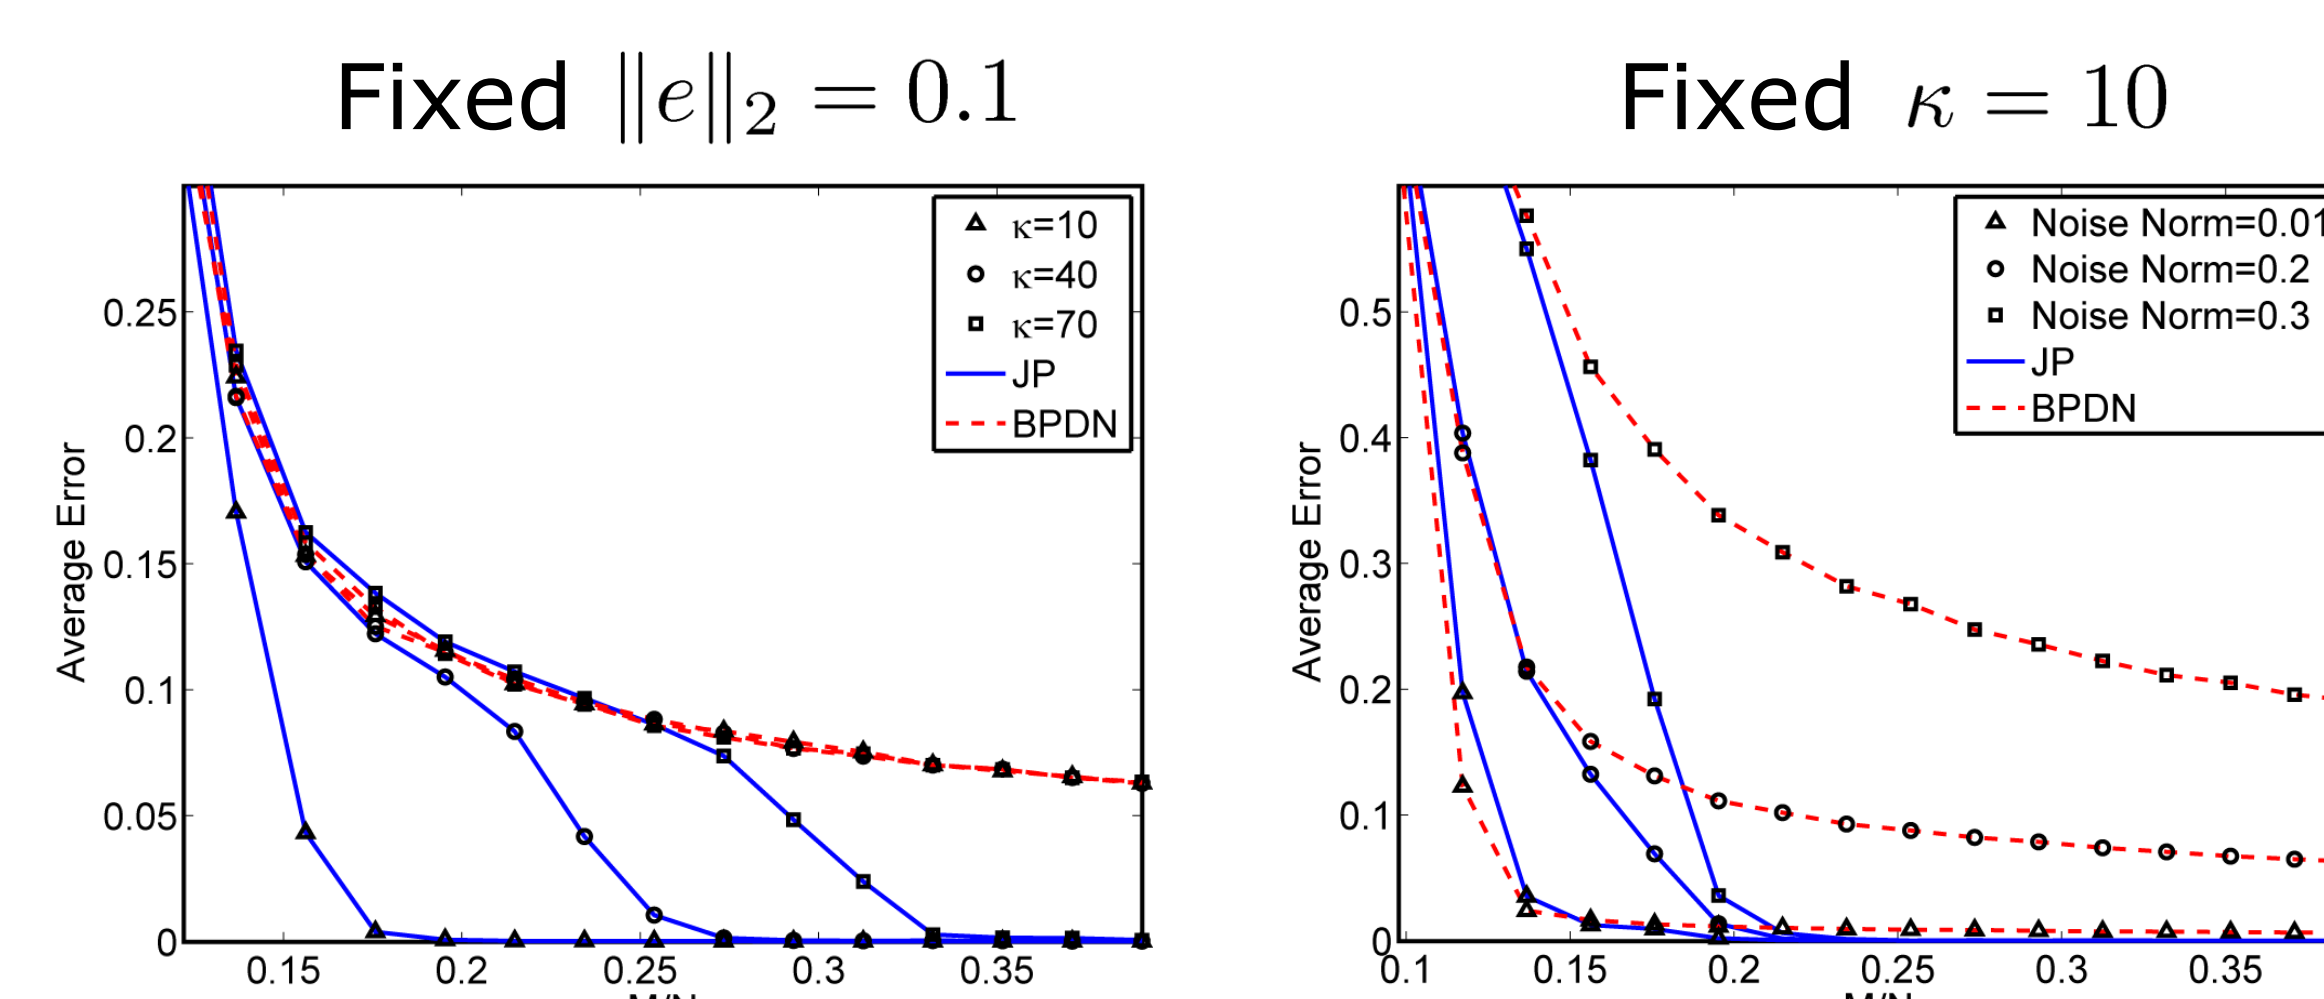 Fixed ‖e‖₂ = 0.1
0.25
0.2
0.15
0.1
0.05
0
0.15 0.2 0.25 0.3 0.35
Average Error
M/N
κ=10
κ=40
κ=70
JP
BPDN
Fixed κ = 10
0.5
0.4
0.3
0.2
0.1
0
0.1 0.15 0.2 0.25 0.3 0.35
Average Error
M/N
Noise Norm=0.01
Noise Norm=0.2
Noise Norm=0.3
JP
BPDN